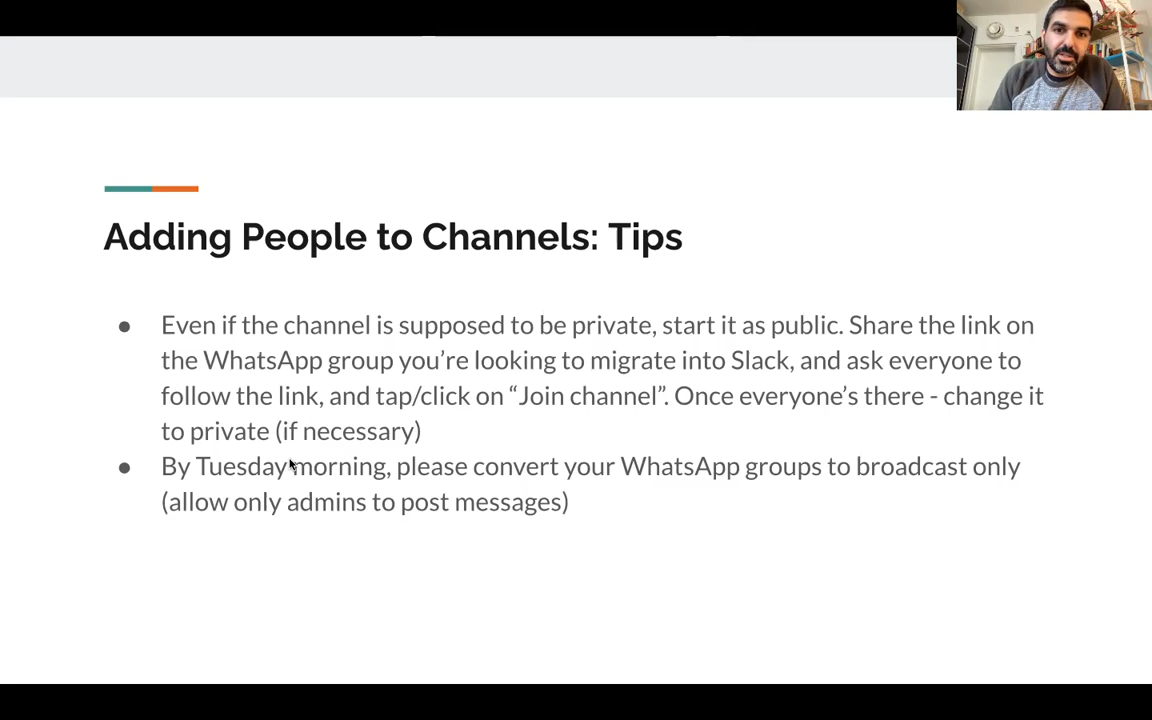 Adding People to Channels: Tips
● Even if the channel is supposed to be private, start it as public. Share the link on
the WhatsApp group you’re looking to migrate into Slack, and ask everyone to
follow the link, and tap/click on “Join channel”. Once everyone’s there - change it
to private (if necessary)
● By Tuesday morning, please convert your WhatsApp groups to broadcast only
(allow only admins to post messages)